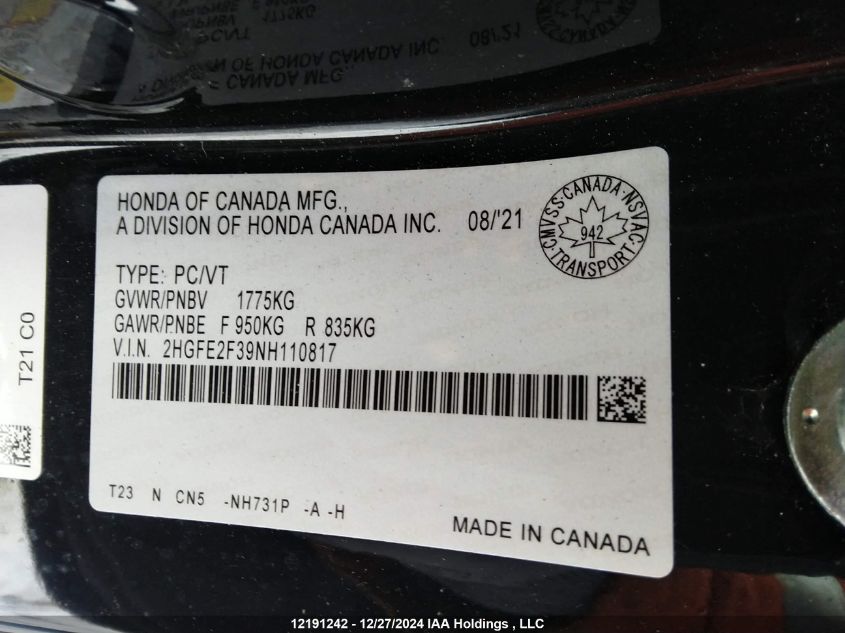 HONDA OF CANADA MFG.,
A DIVISION OF HONDA CANADA INC. 08/'21
CMVSS·CANADA·NSVAC
942
·TRANSPORT·
TYPE: PC/VT
GVWR/PNBV 1775KG
GAWR/PNBE F 950KG R 835KG
V.I.N. 2HGFE2F39NH110817
T23 N CN5 -NH731P -A -H
MADE IN CANADA
T21 C0
12191242 - 12/27/2024 IAA Holdings , LLC